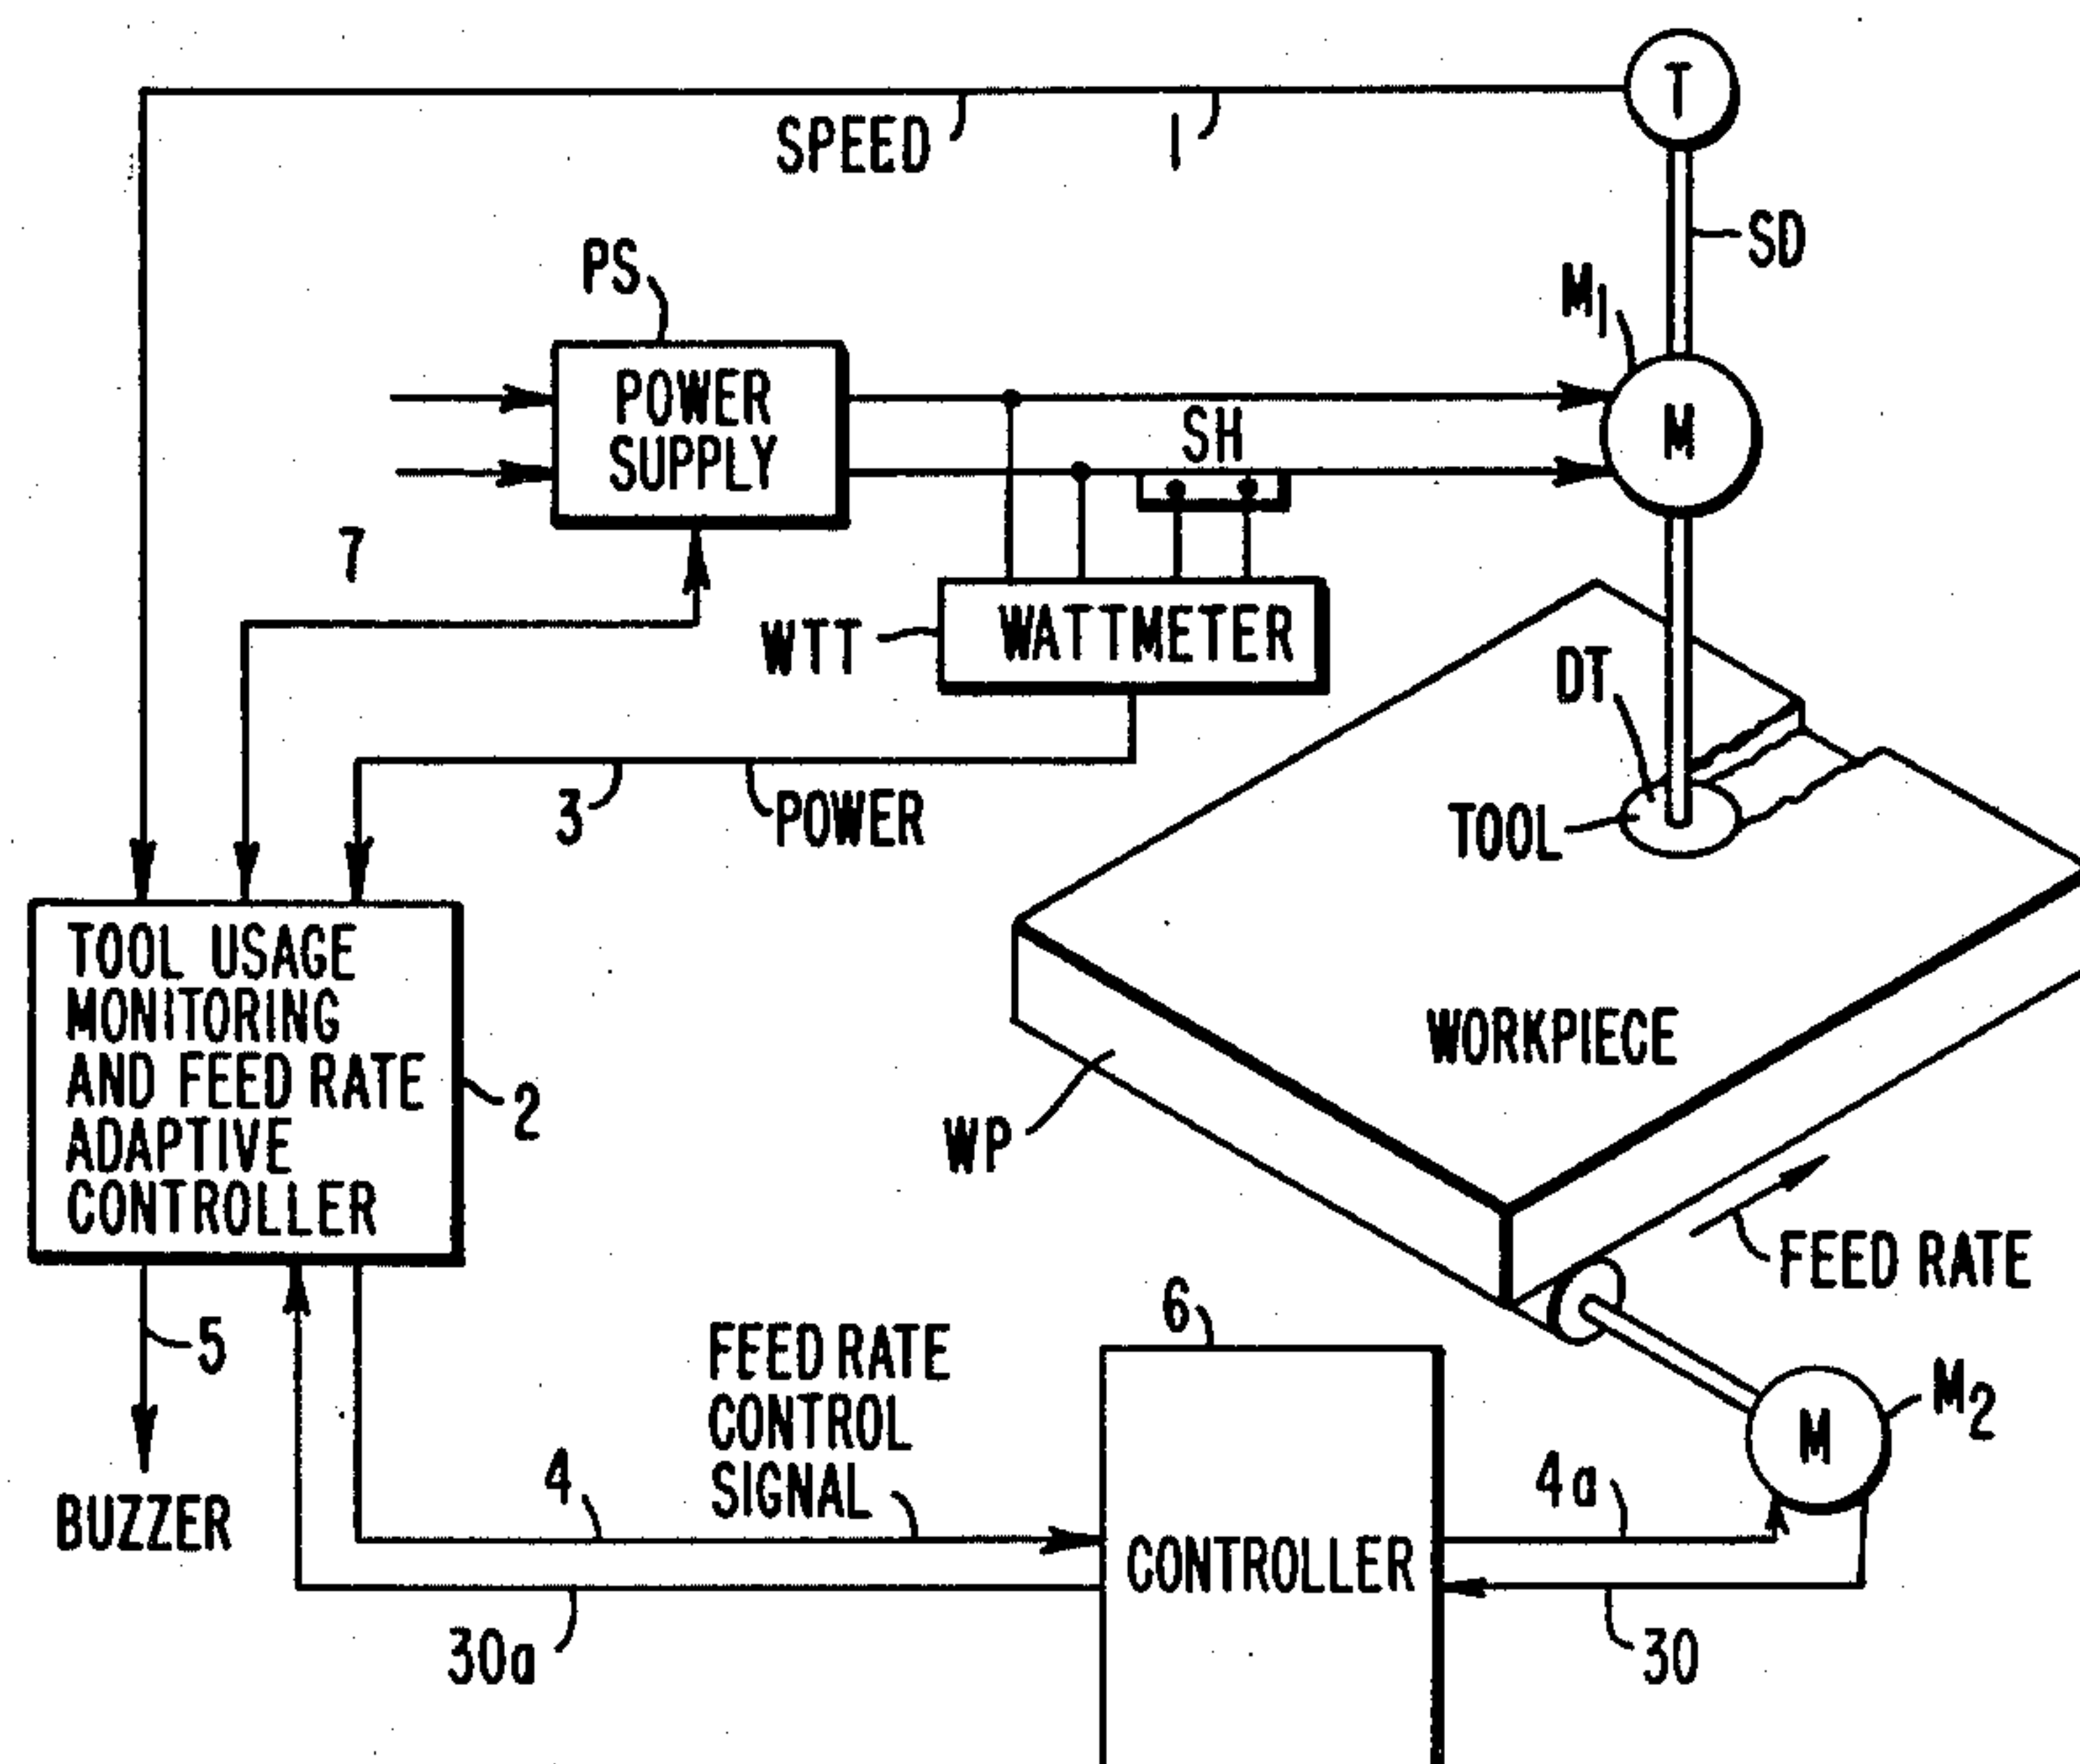 T
SPEED
1
SD
PS
M1
POWER
SUPPLY
SH
M
7
WTT
WATTMETER
DT
3
POWER
TOOL
TOOL USAGE
MONITORING
AND FEED RATE
ADAPTIVE
CONTROLLER
2
WORKPIECE
WP
FEED RATE
5
6
FEED RATE
CONTROL
SIGNAL
M2
M
4
4a
BUZZER
CONTROLLER
30a
30